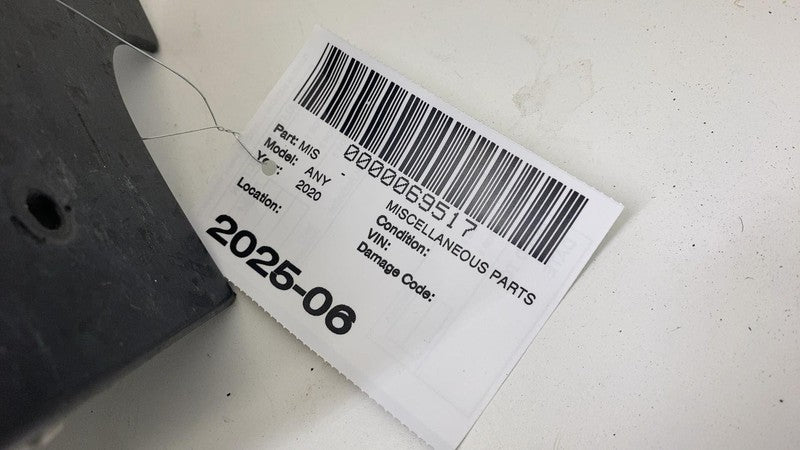 0000069517
Part: MIS - MISCELLANEOUS PARTS
Model: ANY Condition:
Year: 2020 VIN:
Damage Code:
Location:
2025-06